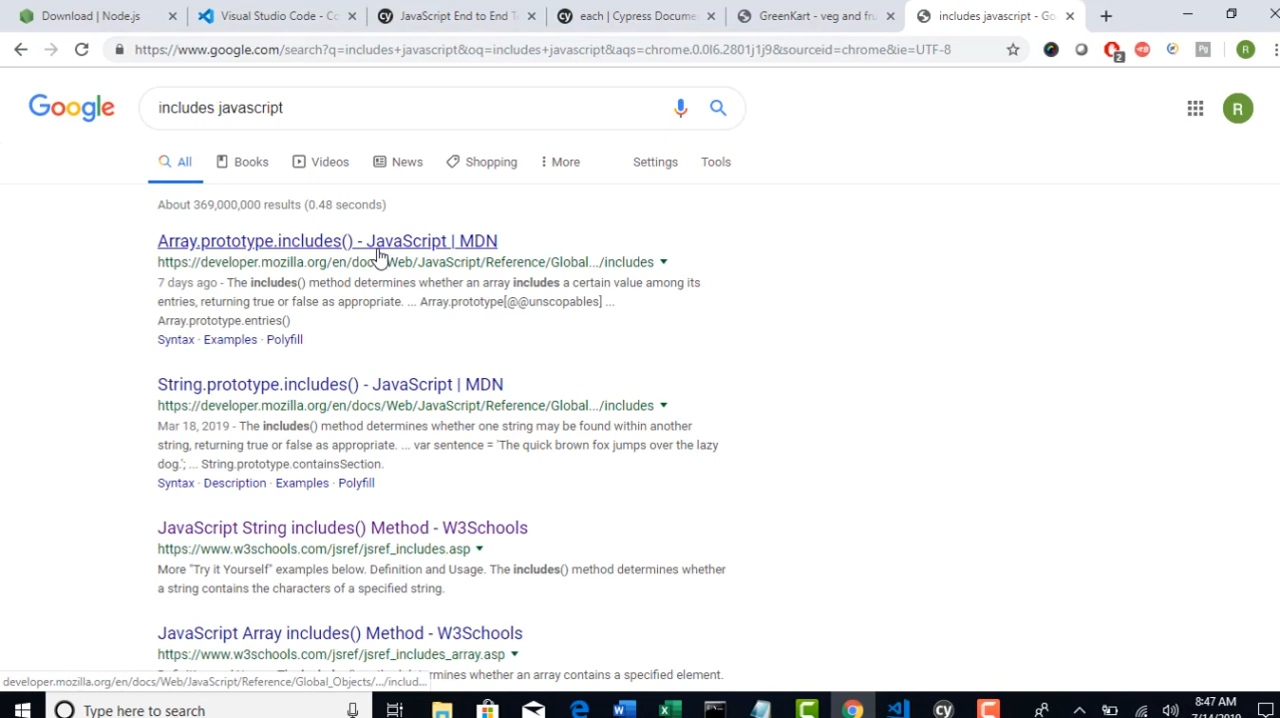 Download | Node.js
Visual Studio Code - Co
JavaScript End to End Te
each | Cypress Docume
GreenKart - veg and fru
includes javascript - Go
https://www.google.com/search?q=includes+javascript&oq=includes+javascript&aqs=chrome.0.0l6.2801j1j9&sourceid=chrome&ie=UTF-8
2
R
Google
includes javascript
R
All
Books
Videos
News
Shopping
More
Settings
Tools
About 369,000,000 results (0.48 seconds)
Array.prototype.includes() - JavaScript | MDN
https://developer.mozilla.org/en/docs/Web/JavaScript/Reference/Global.../includes
7 days ago - The includes() method determines whether an array includes a certain value among its
entries, returning true or false as appropriate. ... Array.prototype[@@unscopables] ...
Array.prototype.entries()
Syntax · Examples · Polyfill
String.prototype.includes() - JavaScript | MDN
https://developer.mozilla.org/en/docs/Web/JavaScript/Reference/Global.../includes
Mar 18, 2019 - The includes() method determines whether one string may be found within another
string, returning true or false as appropriate. ... var sentence = 'The quick brown fox jumps over the lazy
dog.'; ... String.prototype.containsSection.
Syntax · Description · Examples · Polyfill
JavaScript String includes() Method - W3Schools
https://www.w3schools.com/jsref/jsref_includes.asp
More "Try it Yourself" examples below. Definition and Usage. The includes() method determines whether
a string contains the characters of a specified string.
JavaScript Array includes() Method - W3Schools
https://www.w3schools.com/jsref/jsref_includes_array.asp
rmines whether an array contains a specified element.
developer.mozilla.org/en/docs/Web/JavaScript/Reference/Global_Objects/.../includ...
Type here to search
8:47 AM